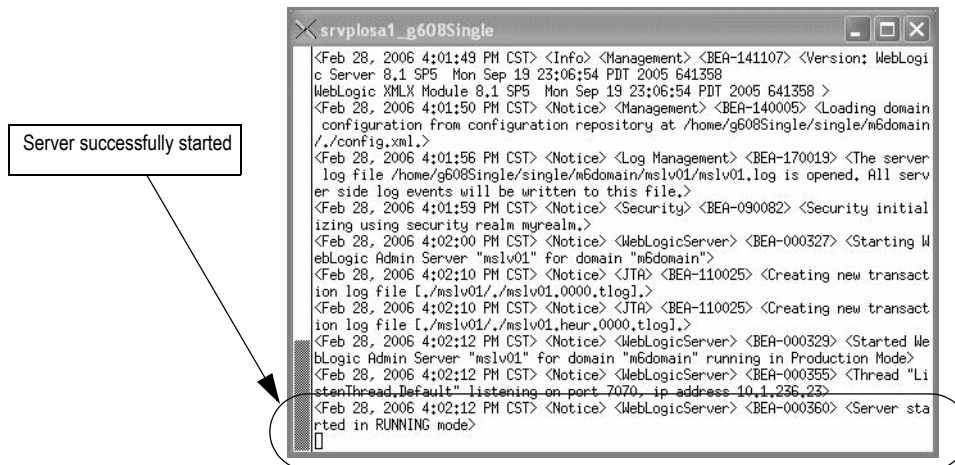 srvplosa1_g608Single
<Feb 28, 2006 4:01:49 PM CST> <Info> <Management> <BEA-141107> <Version: WebLogi
c Server 8.1 SP5  Mon Sep 19 23:06:54 PDT 2005 641358
WebLogic XMLX Module 8.1 SP5  Mon Sep 19 23:06:54 PDT 2005 641358 >
<Feb 28, 2006 4:01:50 PM CST> <Notice> <Management> <BEA-140005> <Loading domain
 configuration from configuration repository at /home/g608Single/single/m6domain
/./config.xml.>
<Feb 28, 2006 4:01:56 PM CST> <Notice> <Log Management> <BEA-170019> <The server
 log file /home/g608Single/single/m6domain/mslv01/mslv01.log is opened. All serv
er side log events will be written to this file.>
<Feb 28, 2006 4:01:59 PM CST> <Notice> <Security> <BEA-090082> <Security initial
izing using security realm myrealm.>
<Feb 28, 2006 4:02:00 PM CST> <Notice> <WebLogicServer> <BEA-000327> <Starting W
ebLogic Admin Server "mslv01" for domain "m6domain">
<Feb 28, 2006 4:02:10 PM CST> <Notice> <JTA> <BEA-110025> <Creating new transact
ion log file [./mslv01/./mslv01.0000.tlog].>
<Feb 28, 2006 4:02:10 PM CST> <Notice> <JTA> <BEA-110025> <Creating new transact
ion log file [./mslv01/./mslv01.heur.0000.tlog].>
<Feb 28, 2006 4:02:12 PM CST> <Notice> <WebLogicServer> <BEA-000329> <Started We
bLogic Admin Server "mslv01" for domain "m6domain" running in Production Mode>
<Feb 28, 2006 4:02:12 PM CST> <Notice> <WebLogicServer> <BEA-000355> <Thread "Li
stenThread.Default" listening on port 7070, ip address 10.1.236.23>
<Feb 28, 2006 4:02:12 PM CST> <Notice> <WebLogicServer> <BEA-000360> <Server sta
rted in RUNNING mode>
Server successfully started